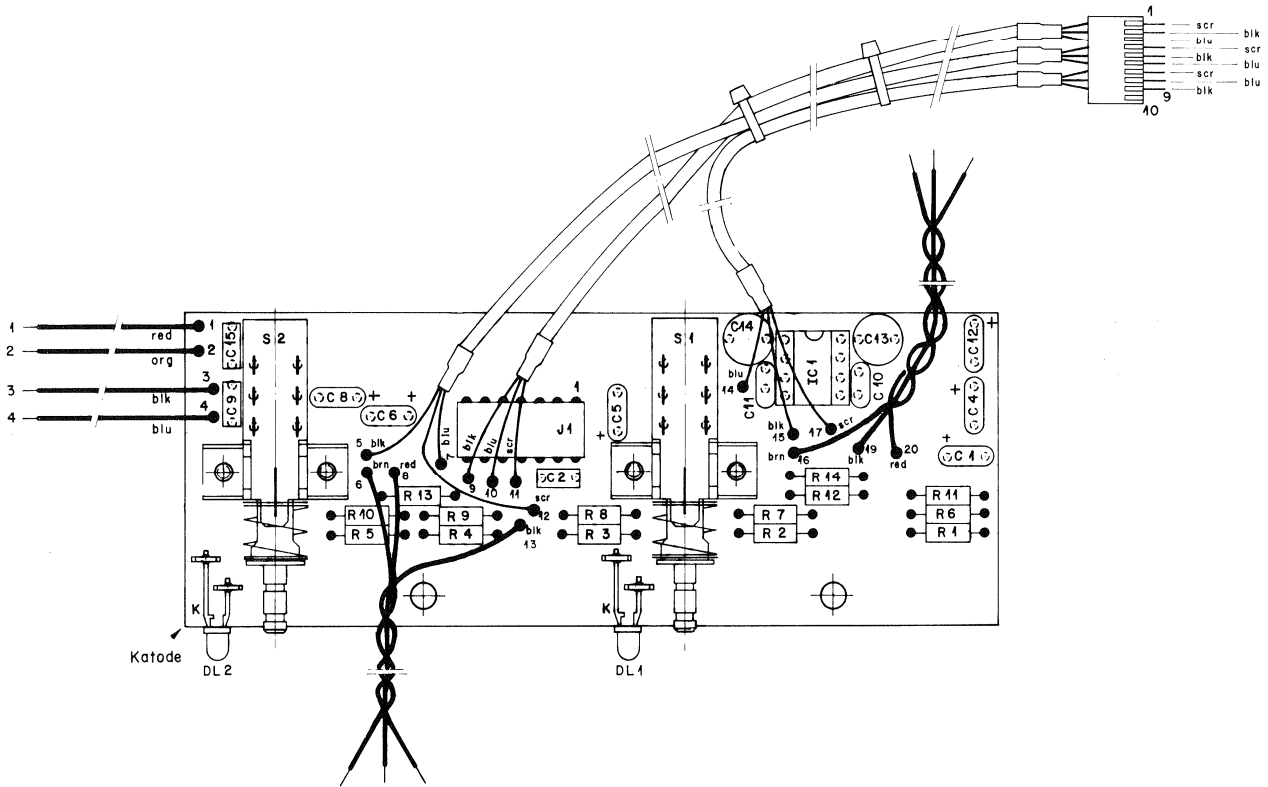 1
scr
blk
blu
scr
blk
blu
scr
blu
blk
9
10
1
1
red
2
2
org
3
3
blk
4
4
blu
C15
C9
S2
C8
+
C6
+
5
blk
brn
6
red
8
7
blu
blk
9
blu
10
scr
11
1
J1
C2
scr
12
blk
13
C5
+
S1
C14
blu
14
C11
IC1
C13
C10
blk
15
17
scr
brn
16
blk
19
20
red
C12
+
C4
+
+
C1
R13
R10
R9
R5
R4
R8
R3
R14
R12
R7
R2
R11
R6
R1
K
K
Katode
DL2
DL1